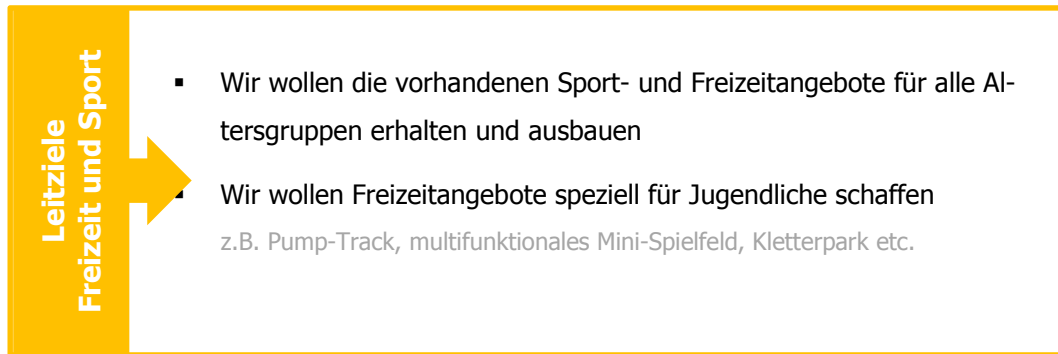 Leitziele
Freizeit und Sport
▪ Wir wollen die vorhandenen Sport- und Freizeitangebote für alle Al-
tersgruppen erhalten und ausbauen
▪ Wir wollen Freizeitangebote speziell für Jugendliche schaffen
z.B. Pump-Track, multifunktionales Mini-Spielfeld, Kletterpark etc.